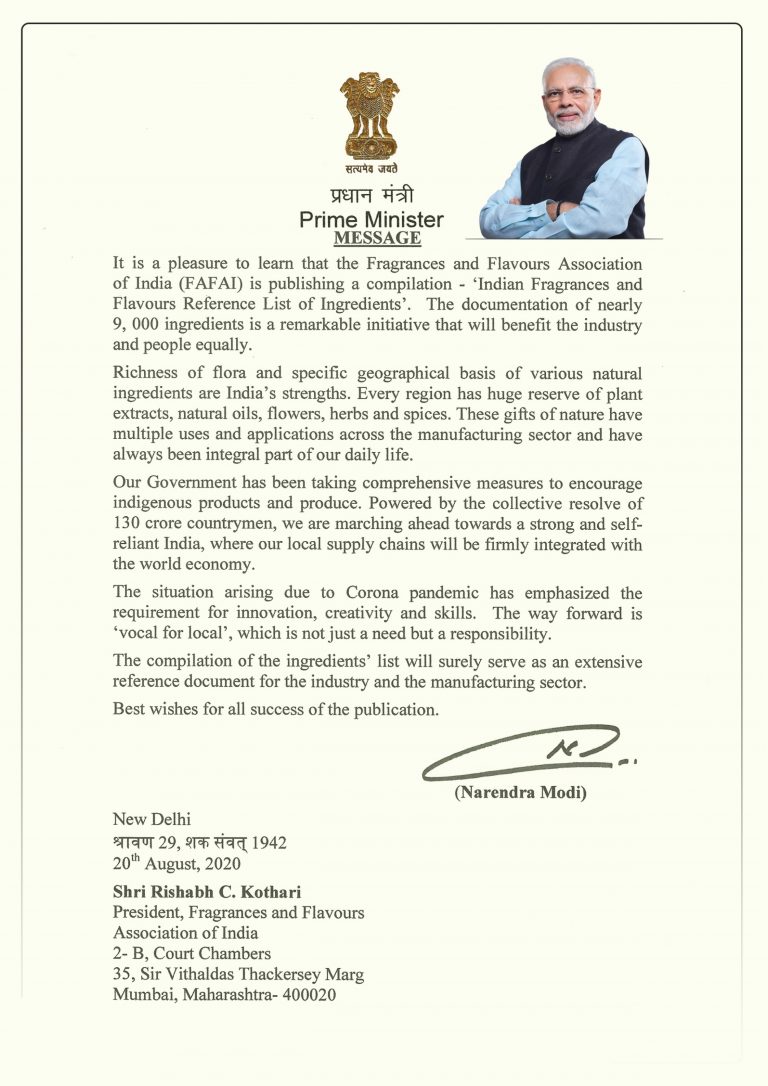 सत्यमेव जयते
प्रधान मंत्री
Prime Minister
MESSAGE
It is a pleasure to learn that the Fragrances and Flavours Association
of India (FAFAI) is publishing a compilation - ‘Indian Fragrances and
Flavours Reference List of Ingredients’. The documentation of nearly
9, 000 ingredients is a remarkable initiative that will benefit the industry
and people equally.
Richness of flora and specific geographical basis of various natural
ingredients are India’s strengths. Every region has huge reserve of plant
extracts, natural oils, flowers, herbs and spices. These gifts of nature have
multiple uses and applications across the manufacturing sector and have
always been integral part of our daily life.
Our Government has been taking comprehensive measures to encourage
indigenous products and produce. Powered by the collective resolve of
130 crore countrymen, we are marching ahead towards a strong and self-
reliant India, where our local supply chains will be firmly integrated with
the world economy.
The situation arising due to Corona pandemic has emphasized the
requirement for innovation, creativity and skills. The way forward is
‘vocal for local’, which is not just a need but a responsibility.
The compilation of the ingredients’ list will surely serve as an extensive
reference document for the industry and the manufacturing sector.
Best wishes for all success of the publication.
(Narendra Modi)
New Delhi
श्रावण 29, शक संवत् 1942
20th August, 2020
Shri Rishabh C. Kothari
President, Fragrances and Flavours
Association of India
2- B, Court Chambers
35, Sir Vithaldas Thackersey Marg
Mumbai, Maharashtra- 400020